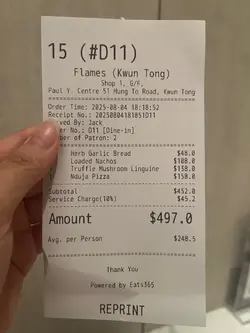 15 (#D11)
Flames (Kwun Tong)
Shop 1, G/F,
Paul Y. Centre 51 Hung To Road, Kwun Tong
Order Time: 2025-08-04 18:18:52
Receipt No.: 20250804181851D11
ved By: Jack
er No.: D11 [Dine-in]
umber of Patron: 2
Herb Garlic Bread $48.0
Loaded Nachos $108.0
Truffle Mushroom Linguine $158.0
Nduja Pizza $138.0
Subtotal $452.0
Service Charge(10%) $45.2
Amount $497.0
Avg. per Person $248.5
Thank You
Powered by Eats365
REPRINT